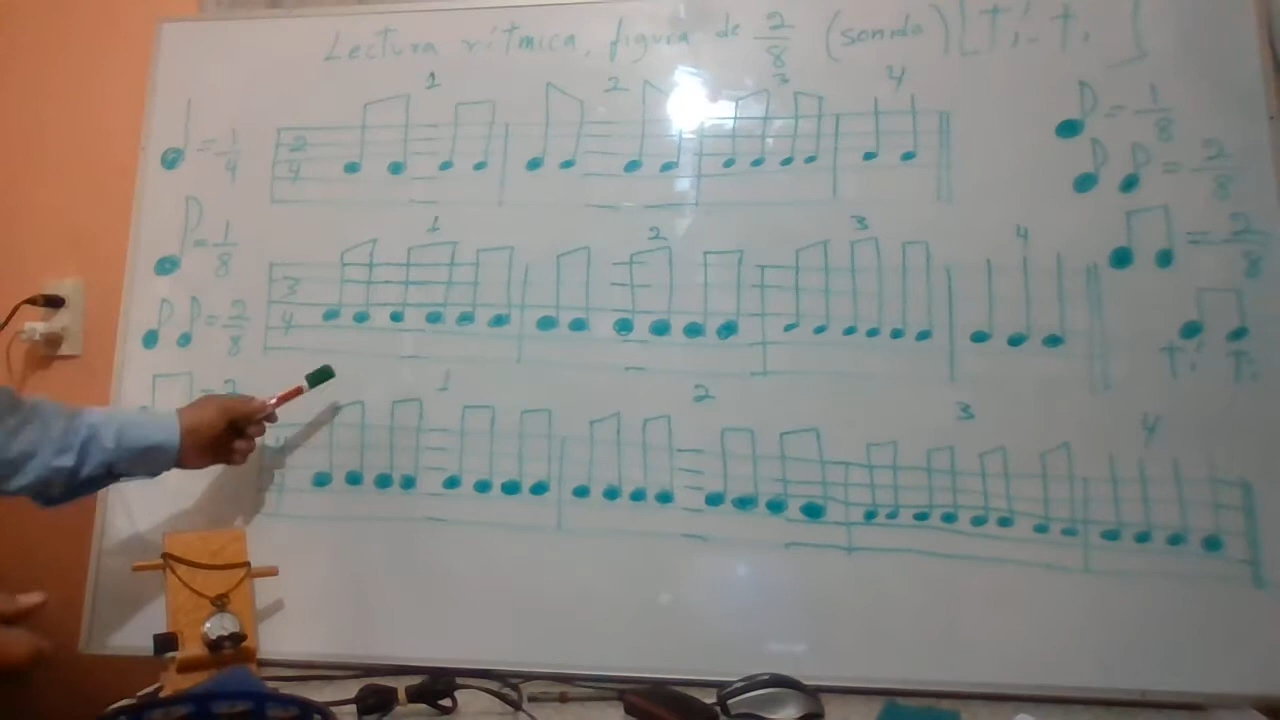 Lectura rítmica, figura de 2/8 (sonido) [ti - ti]
= 1/4
= 1/8
= 2/8
= 2
2/4
1 2 3 4
3/4
1 2 3 4
4
1 2 3 4
= 1/8
= 2/8
= 2/8
ti ti